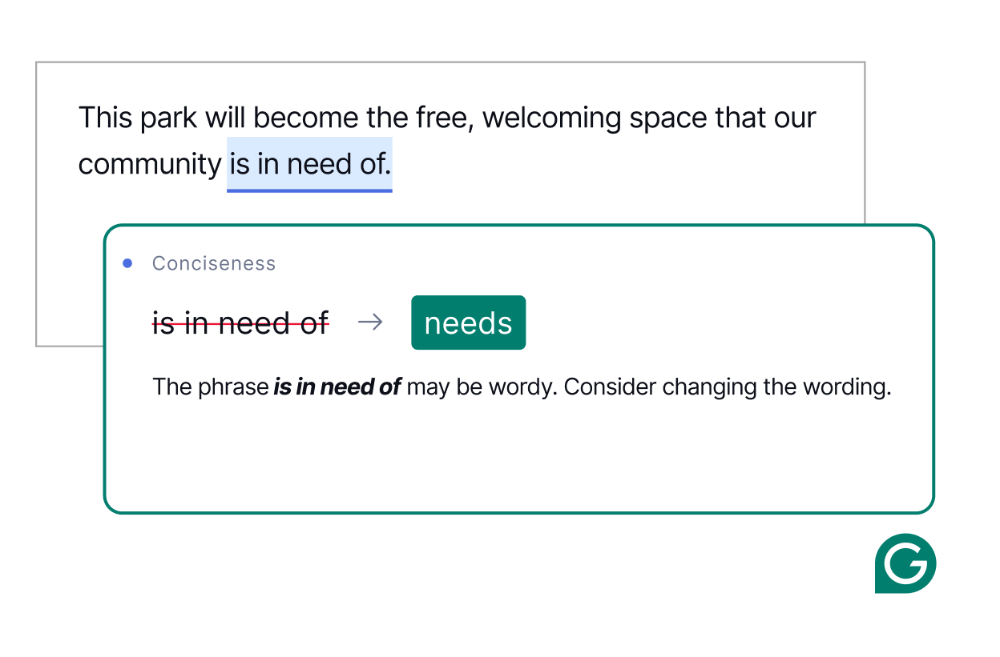 This park will become the free, welcoming space that our
community is in need of.
Conciseness
is in need of → needs
The phrase is in need of may be wordy. Consider changing the wording.
G